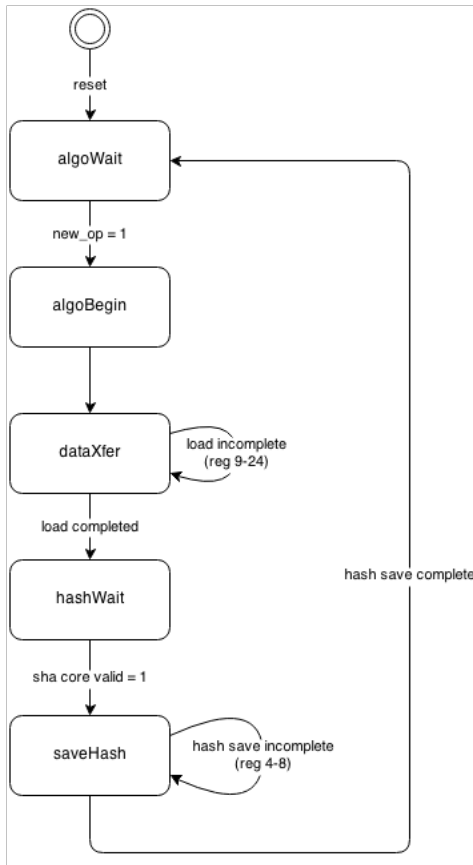 reset
algoWait
new_op = 1
algoBegin
dataXfer
load incomplete
(reg 9-24)
load completed
hashWait
hash save complete
sha core valid = 1
saveHash
hash save incomplete
(reg 4-8)